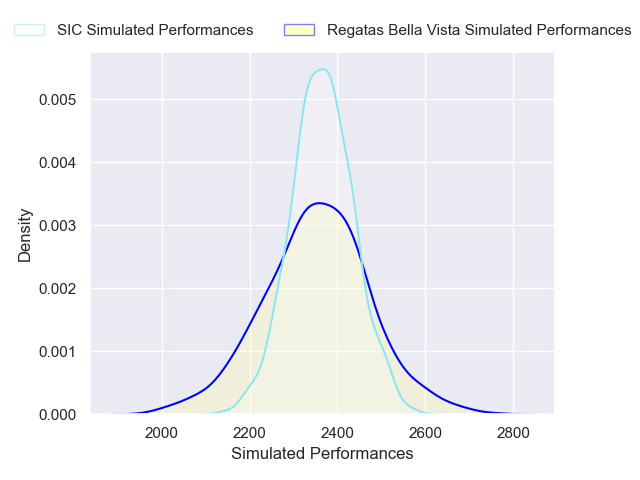 SIC Simulated Performances
Regatas Bella Vista Simulated Performances
0.005
0.004
0.003
0.002
0.001
0.000
Density
2000
2200
2400
2600
2800
Simulated Performances